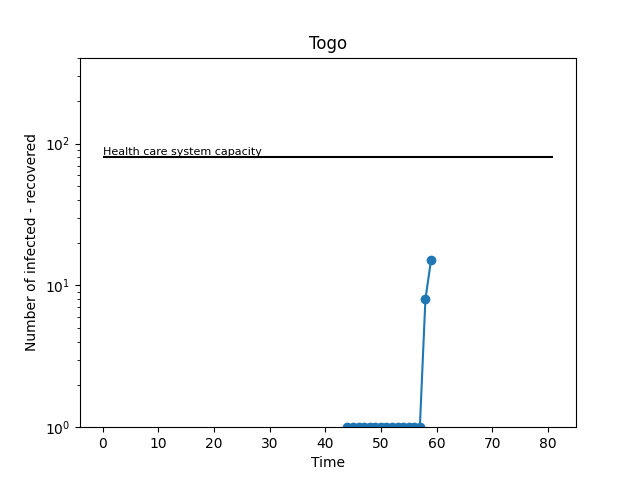 Togo
Number of infected - recovered
10²
10¹
10⁰
Health care system capacity
0 10 20 30 40 50 60 70 80
Time